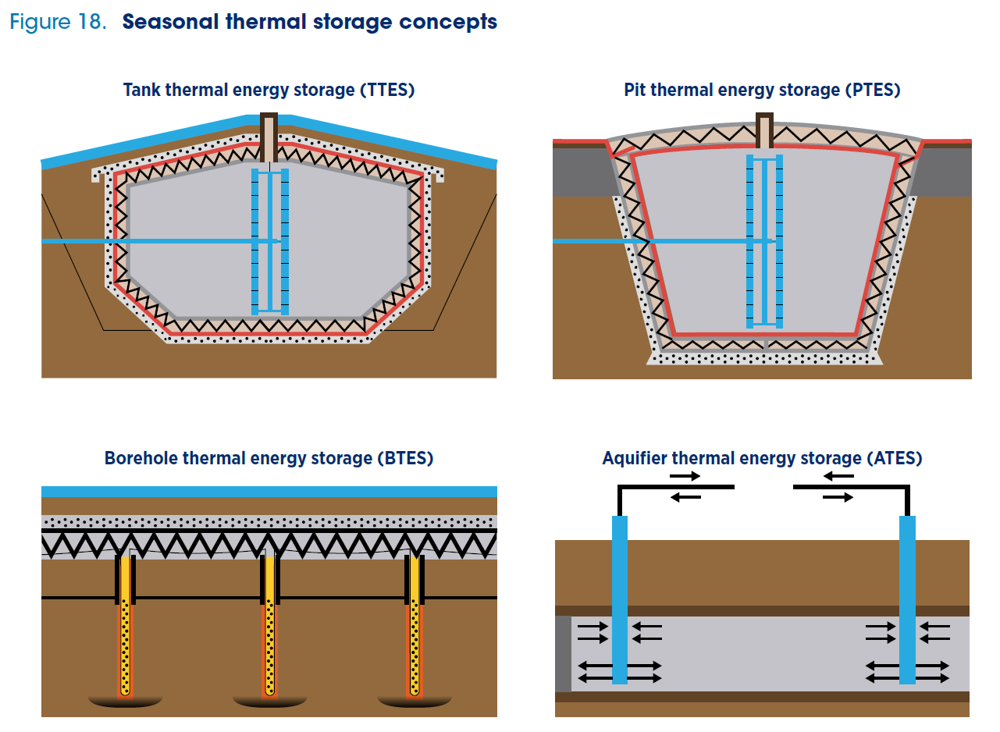 Figure 18. Seasonal thermal storage concepts
Tank thermal energy storage (TTES)
Pit thermal energy storage (PTES)
Borehole thermal energy storage (BTES)
Aquifier thermal energy storage (ATES)